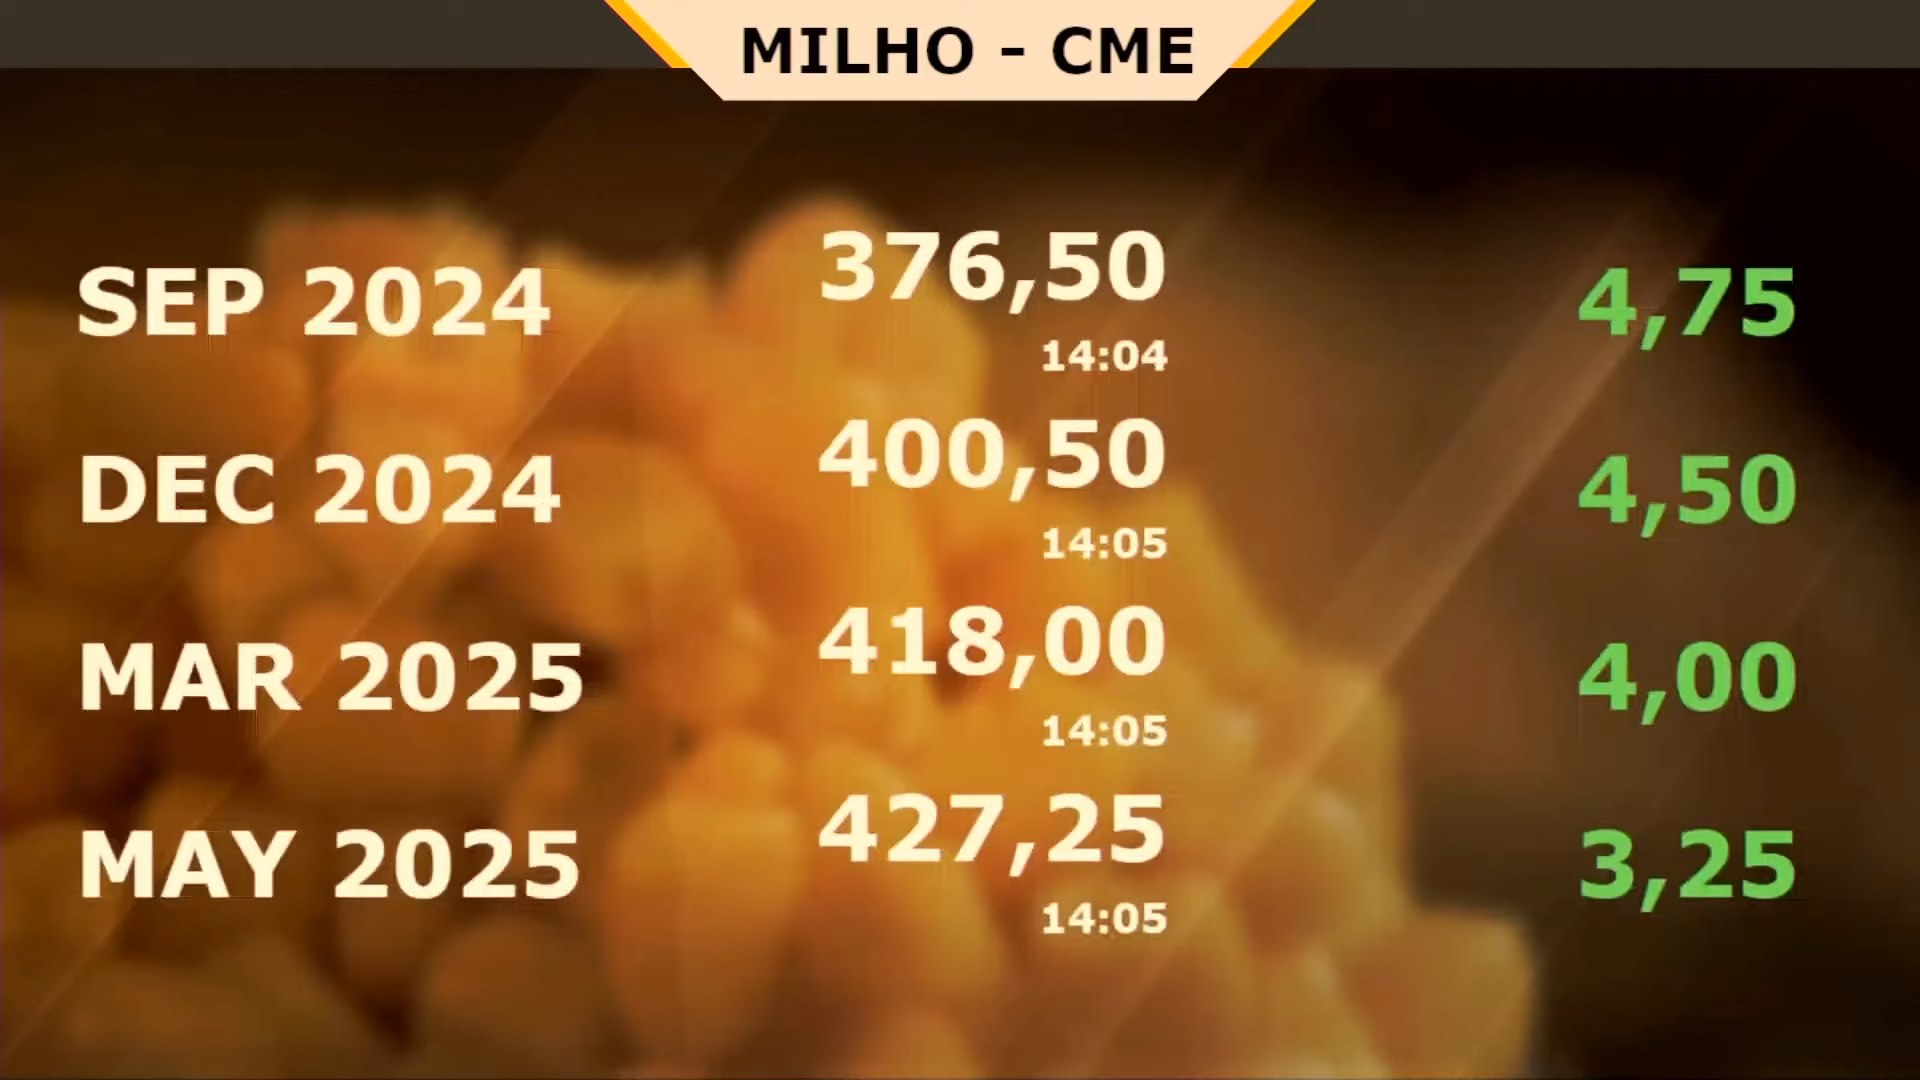 MILHO - CME
SEP 2024 376,50 4,75
14:04
DEC 2024 400,50 4,50
14:05
MAR 2025 418,00 4,00
14:05
MAY 2025 427,25 3,25
14:05